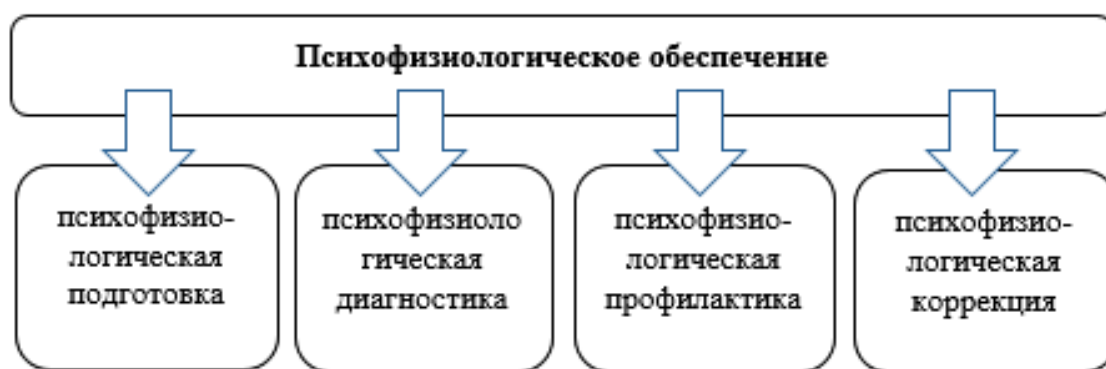 Психофизиологическое обеспечение
психофизио-
логическая
подготовка
психофизиоло
гическая
диагностика
психофизио-
логическая
профилактика
психофизио-
логическая
коррекция